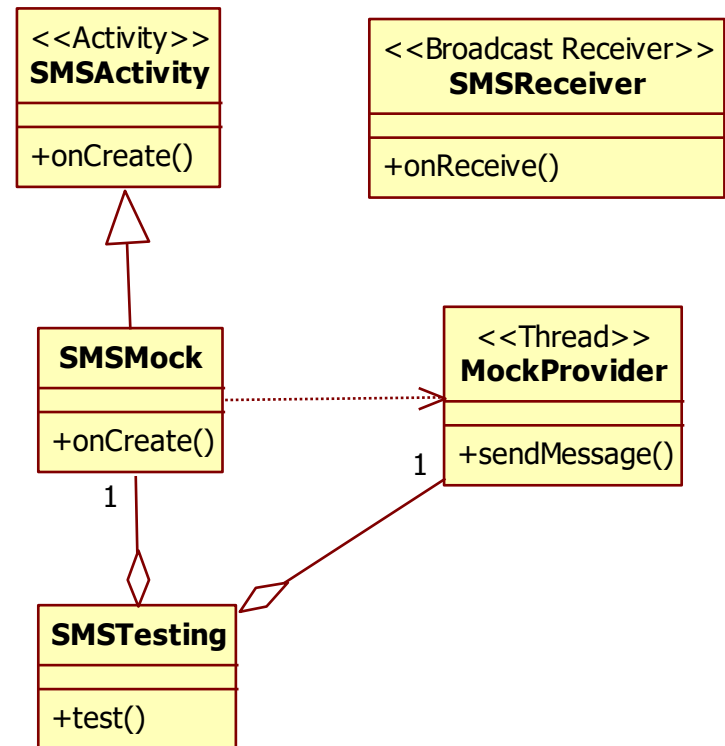 <<Activity>>
SMSActivity
+onCreate()
<<Broadcast Receiver>>
SMSReceiver
+onReceive()
SMSMock
+onCreate()
1
<<Thread>>
MockProvider
+sendMessage()
1
SMSTesting
+test()